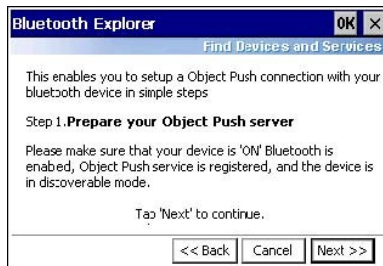 Bluetooth Explorer OK ×
Find Devices and Services
This enables you to setup a Object Push connection with your
bluetooth device in simple steps
Step 1.Prepare your Object Push server
Please make sure that your device is 'ON' Bluetooth is
enabed, Object Push service is registered, and the device is
in discoverable mode.
Tap 'Next' to continue.
<< Back Cancel Next >>